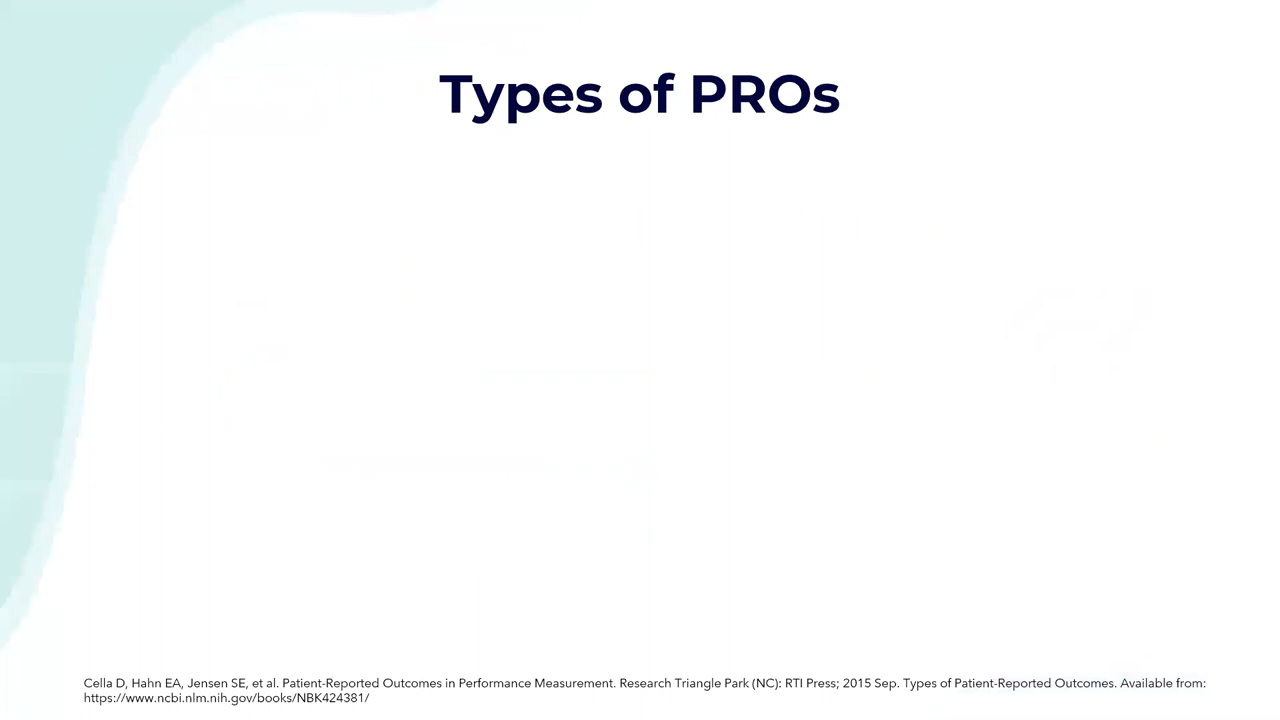 Types of PROs
Cella D, Hahn EA, Jensen SE, et al. Patient-Reported Outcomes in Performance Measurement. Research Triangle Park (NC): RTI Press; 2015 Sep. Types of Patient-Reported Outcomes. Available from:
https://www.ncbi.nlm.nih.gov/books/NBK424381/